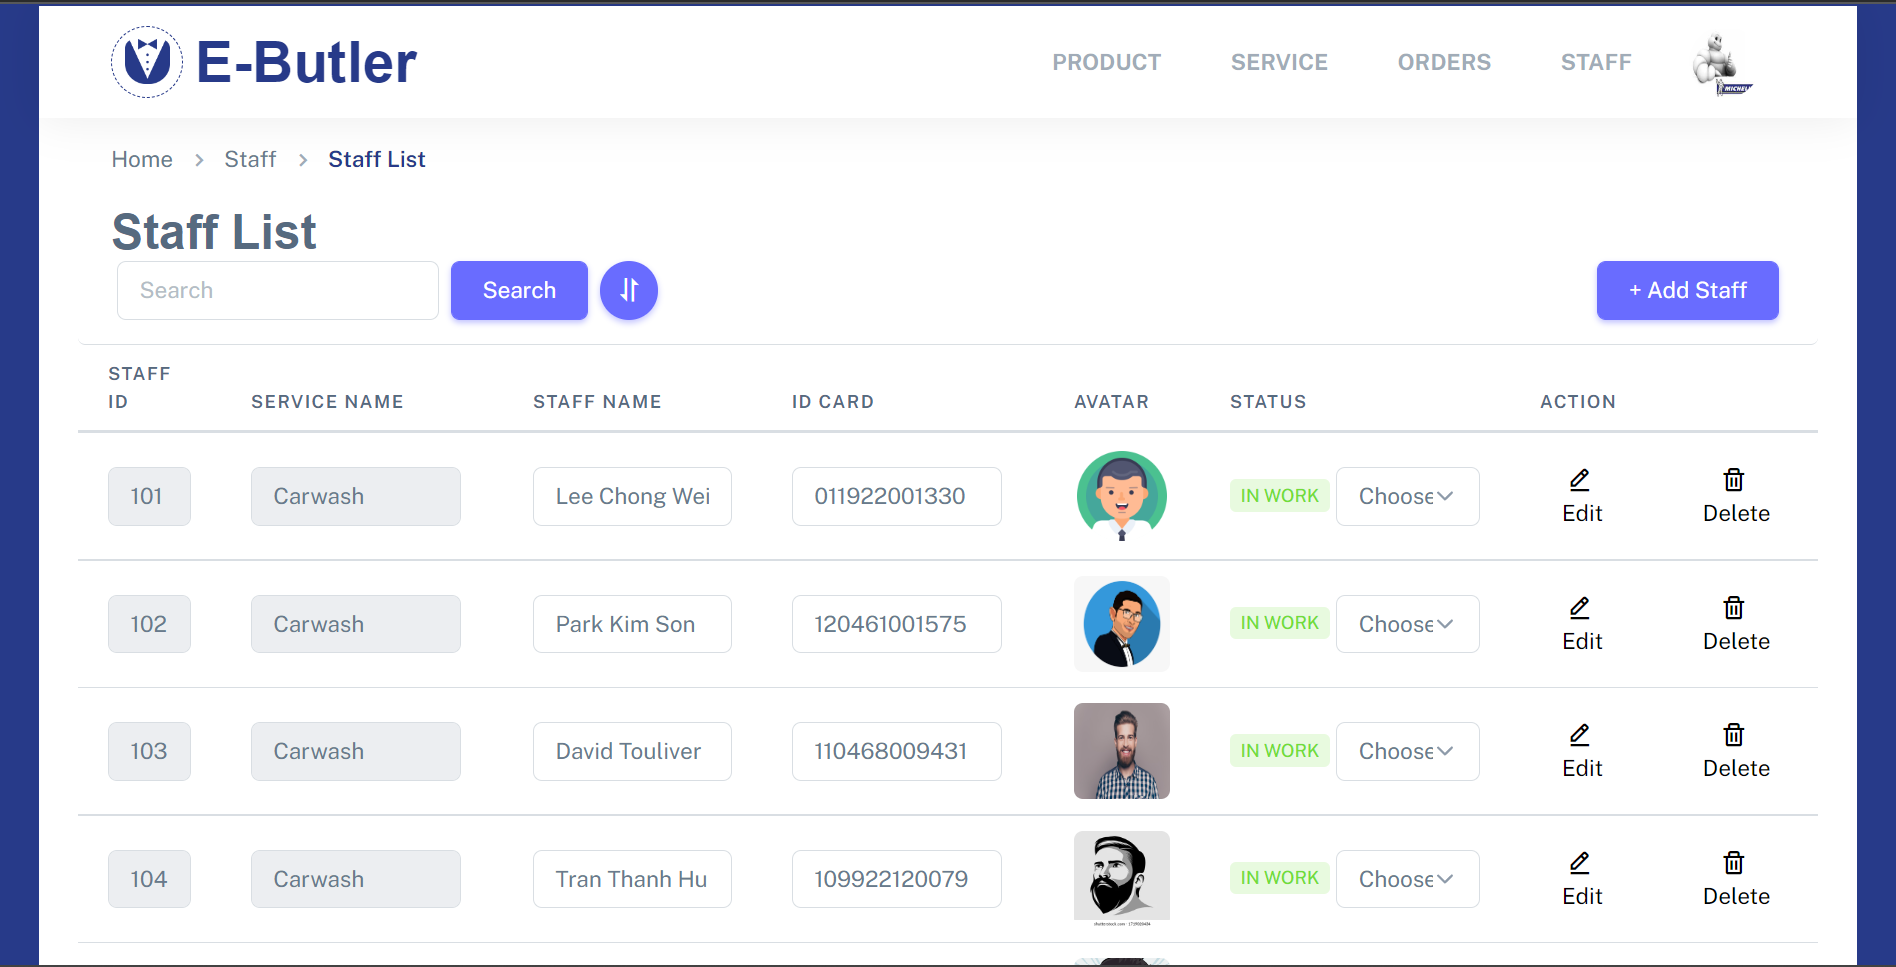 E-Butler
PRODUCT SERVICE ORDERS STAFF
MICHEL
Home > Staff > Staff List
Staff List
Search Search + Add Staff
STAFF ID SERVICE NAME STAFF NAME ID CARD AVATAR STATUS ACTION
101 Carwash Lee Chong Wei 011922001330 IN WORK Choose Edit Delete
102 Carwash Park Kim Son 120461001575 IN WORK Choose Edit Delete
103 Carwash David Touliver 110468009431 IN WORK Choose Edit Delete
104 Carwash Tran Thanh Hu 109922120079 IN WORK Choose Edit Delete